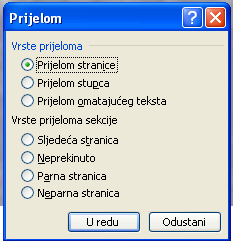 Prijelom
Vrste prijeloma
Prijelom stranice
Prijelom stupca
Prijelom omatajućeg teksta
Vrste prijeloma sekcije
Sljedeća stranica
Neprekinuto
Parna stranica
Neparna stranica
U redu Odustani